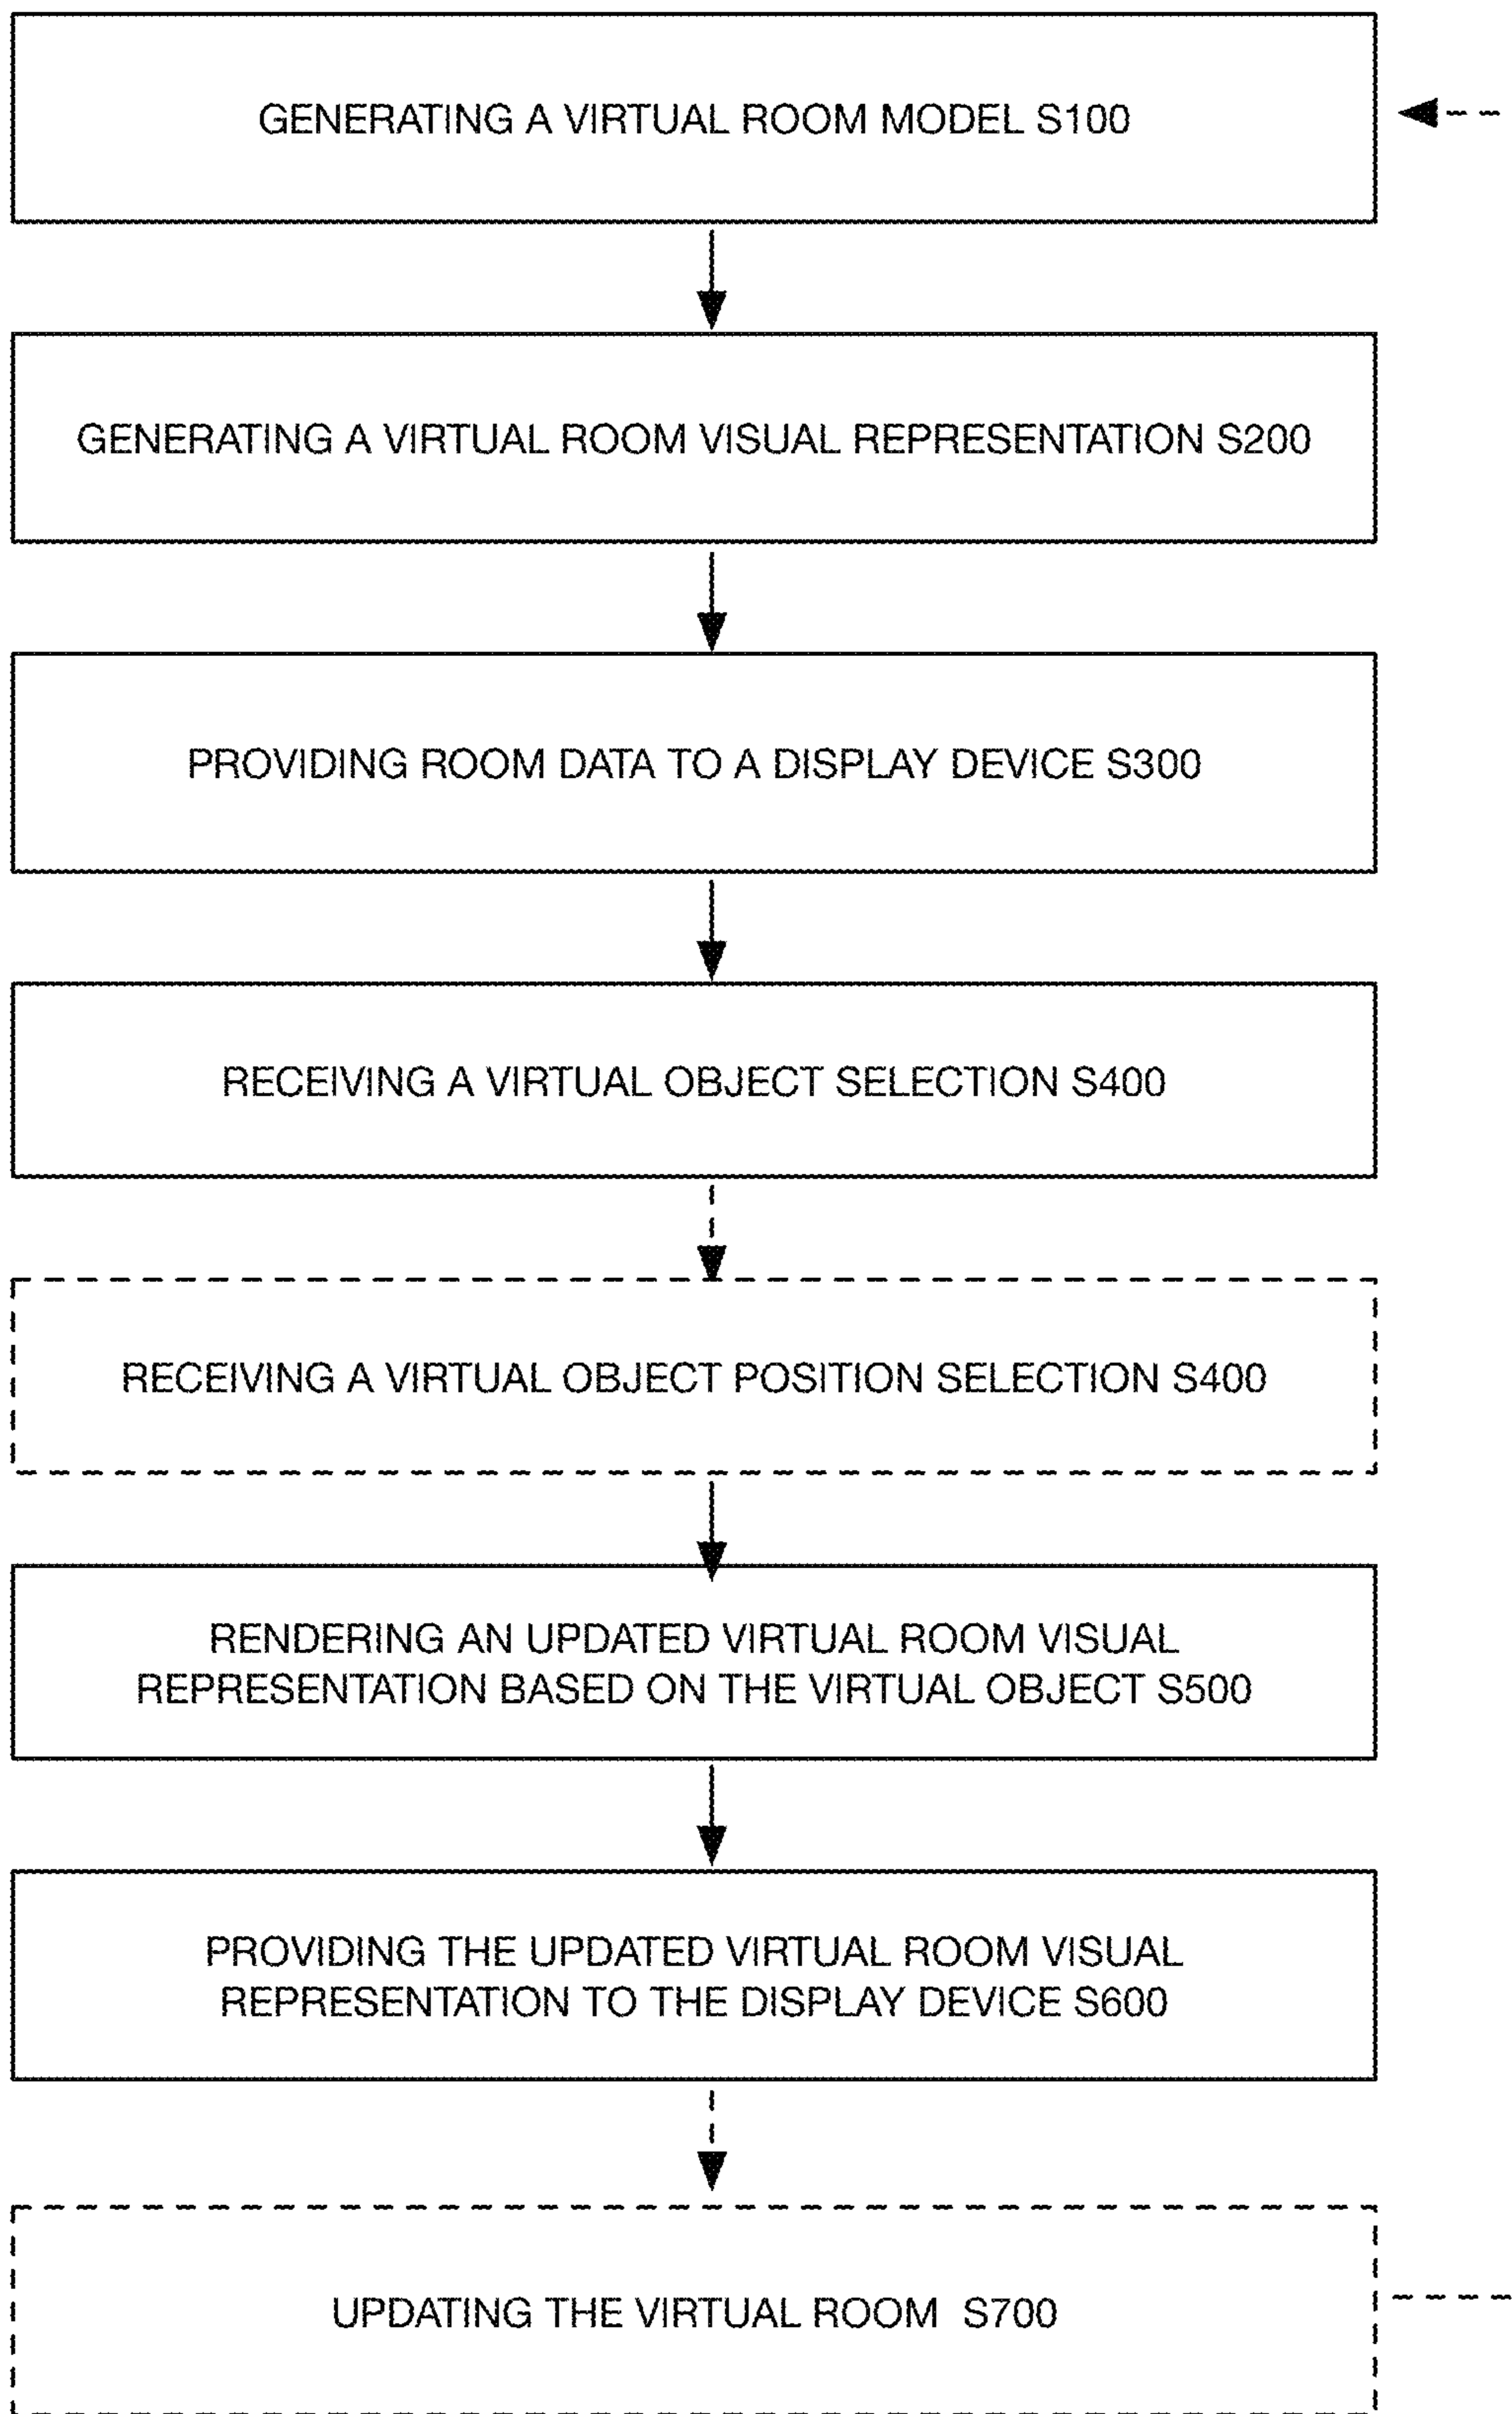 GENERATING A VIRTUAL ROOM MODEL S100
GENERATING A VIRTUAL ROOM VISUAL REPRESENTATION S200
PROVIDING ROOM DATA TO A DISPLAY DEVICE S300
RECEIVING A VIRTUAL OBJECT SELECTION S400
RECEIVING A VIRTUAL OBJECT POSITION SELECTION S400
RENDERING AN UPDATED VIRTUAL ROOM VISUAL
REPRESENTATION BASED ON THE VIRTUAL OBJECT S500
PROVIDING THE UPDATED VIRTUAL ROOM VISUAL
REPRESENTATION TO THE DISPLAY DEVICE S600
UPDATING THE VIRTUAL ROOM S700